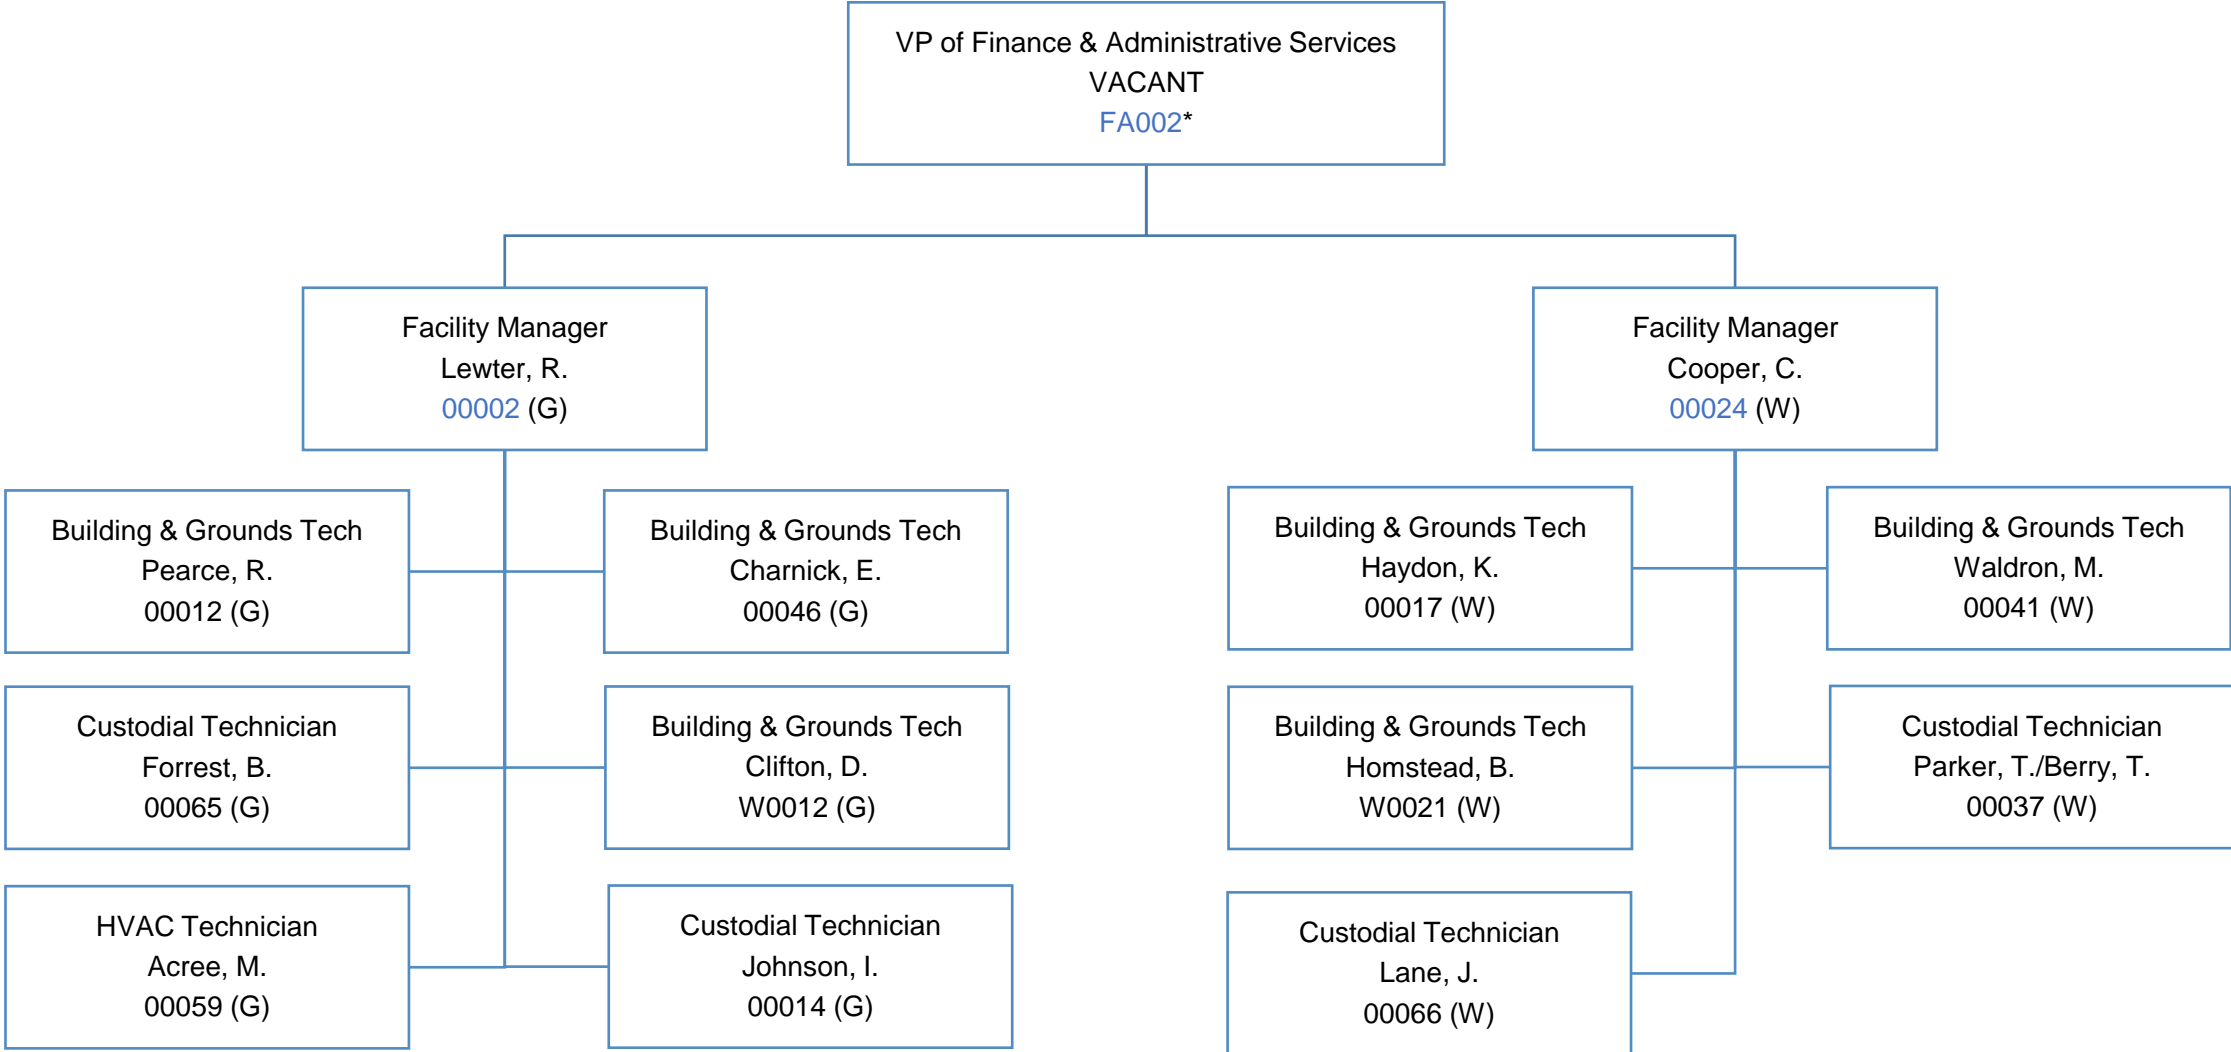 VP of Finance & Administrative Services
VACANT
FA002*
Facility Manager
Lewter, R.
00002 (G)
Facility Manager
Cooper, C.
00024 (W)
Building & Grounds Tech
Pearce, R.
00012 (G)
Building & Grounds Tech
Charnick, E.
00046 (G)
Building & Grounds Tech
Haydon, K.
00017 (W)
Building & Grounds Tech
Waldron, M.
00041 (W)
Custodial Technician
Forrest, B.
00065 (G)
Building & Grounds Tech
Clifton, D.
W0012 (G)
Building & Grounds Tech
Homstead, B.
W0021 (W)
Custodial Technician
Parker, T./Berry, T.
00037 (W)
HVAC Technician
Acree, M.
00059 (G)
Custodial Technician
Johnson, I.
00014 (G)
Custodial Technician
Lane, J.
00066 (W)